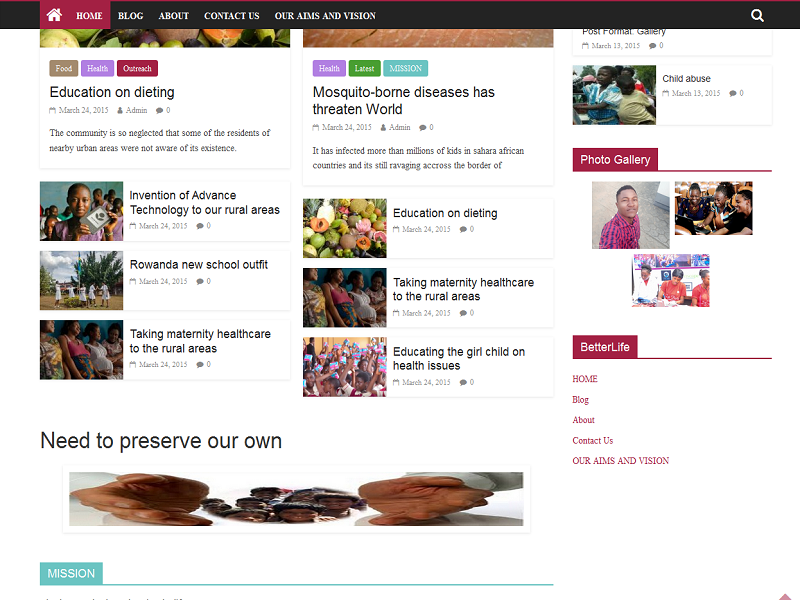 HOME BLOG ABOUT CONTACT US OUR AIMS AND VISION
Food Health Outreach
Education on dieting
March 24, 2015 Admin 0
The community is so neglected that some of the residents of
nearby urban areas were not aware of its existence.
Invention of Advance
Technology to our rural areas
March 24, 2015 0
Rowanda new school outfit
March 24, 2015 0
Taking maternity healthcare
to the rural areas
March 24, 2015 0
Health Latest MISSION
Mosquito-borne diseases has
threaten World
March 24, 2015 Admin 0
It has infected more than millions of kids in sahara african
countries and its still ravaging accross the border of
Education on dieting
March 24, 2015 0
Taking maternity healthcare
to the rural areas
March 24, 2015 0
Educating the girl child on
health issues
March 24, 2015 0
Need to preserve our own
MISSION
Post Format: Gallery
March 13, 2015 0
Child abuse
March 13, 2015 0
Photo Gallery
BetterLife
HOME
Blog
About
Contact Us
OUR AIMS AND VISION